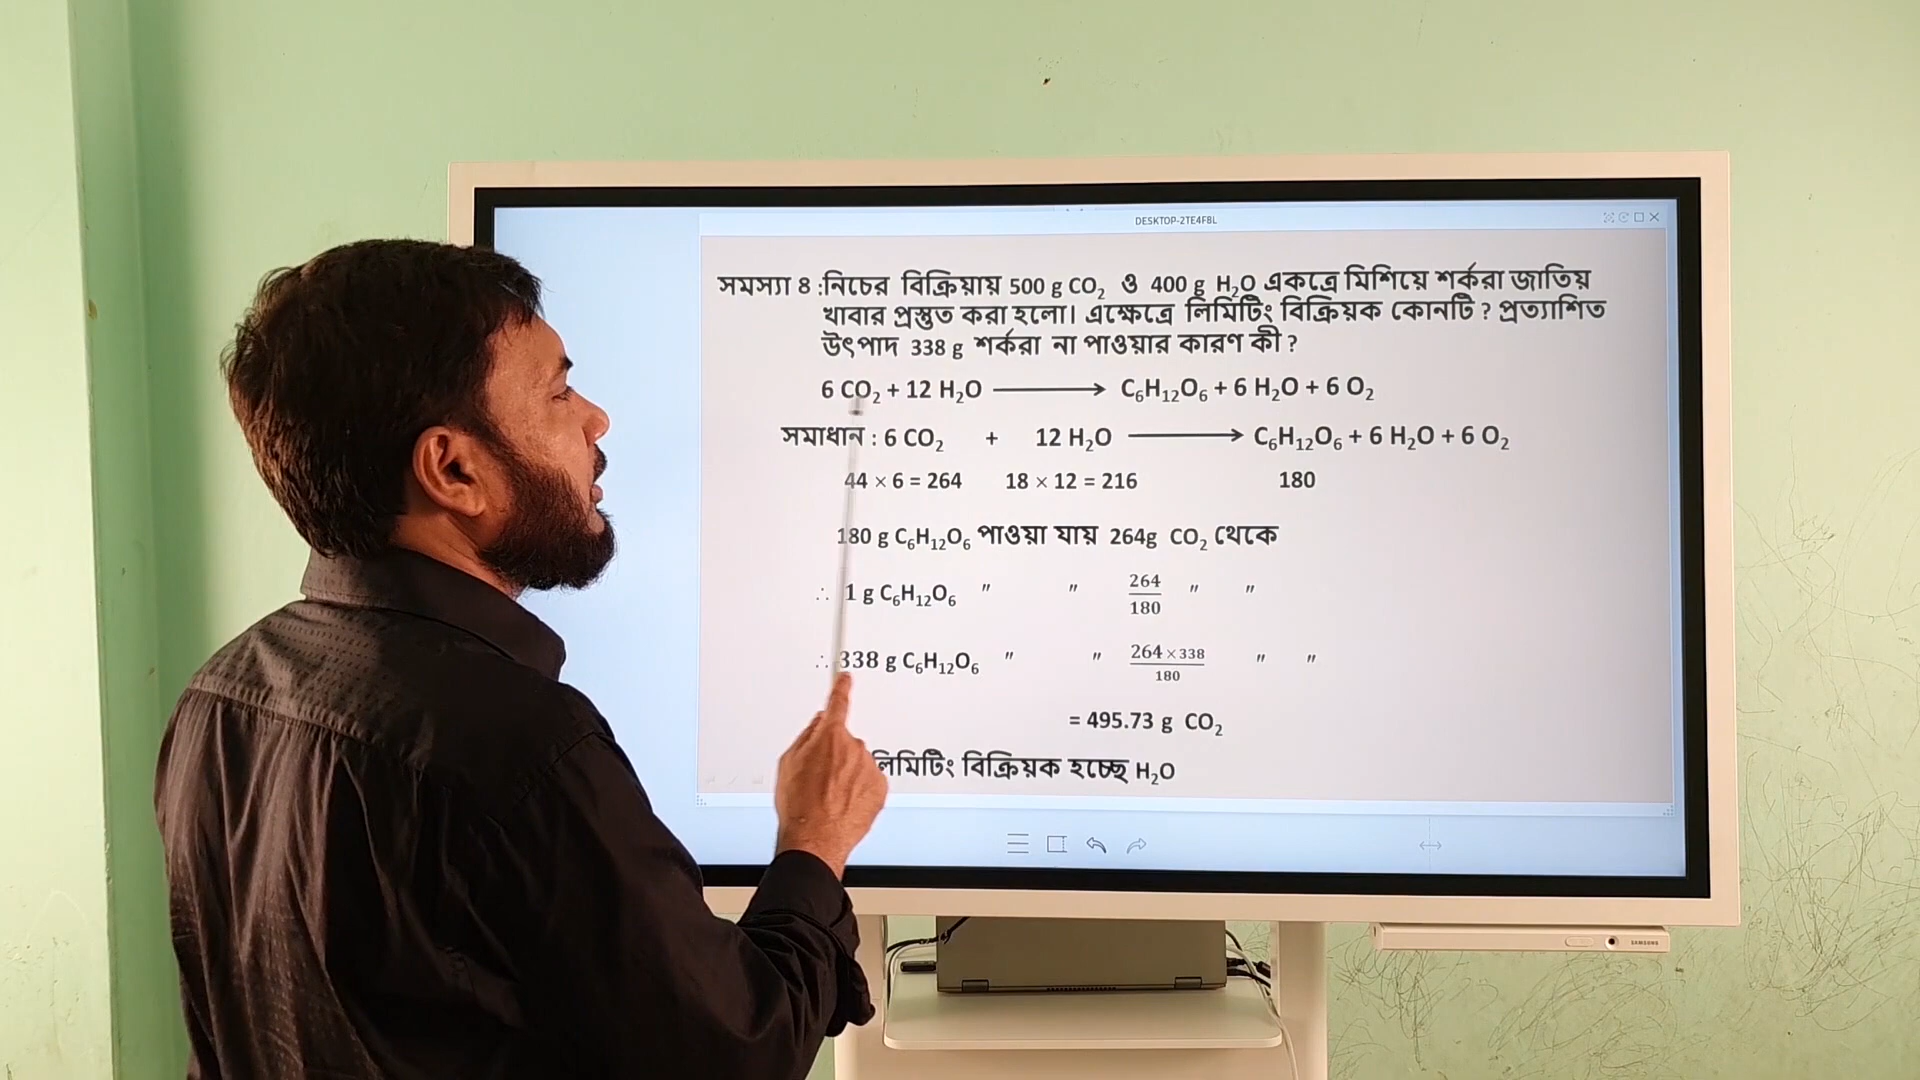 DESKTOP-2TE4FBL
সমস্যা 8 :নিচের বিক্রিয়ায় 500 g CO₂ ও 400 g H₂O একত্রে মিশিয়ে শর্করা জাতিয়
খাবার প্রস্তুত করা হলো। এক্ষেত্রে লিমিটিং বিক্রিয়ক কোনটি ? প্রত্যাশিত
উৎপাদ 338 g শর্করা না পাওয়ার কারণ কী ?
6 CO₂ + 12 H₂O ⟶ C₆H₁₂O₆ + 6 H₂O + 6 O₂
সমাধান : 6 CO₂ + 12 H₂O ⟶ C₆H₁₂O₆ + 6 H₂O + 6 O₂
44 × 6 = 264 18 × 12 = 216 180
180 g C₆H₁₂O₆ পাওয়া যায় 264g CO₂ থেকে
∴ 1 g C₆H₁₂O₆ " " 264/180 " "
∴ 338 g C₆H₁₂O₆ " " 264×338/180 " "
= 495.73 g CO₂
লিমিটিং বিক্রিয়ক হচ্ছে H₂O
SAMSUNG